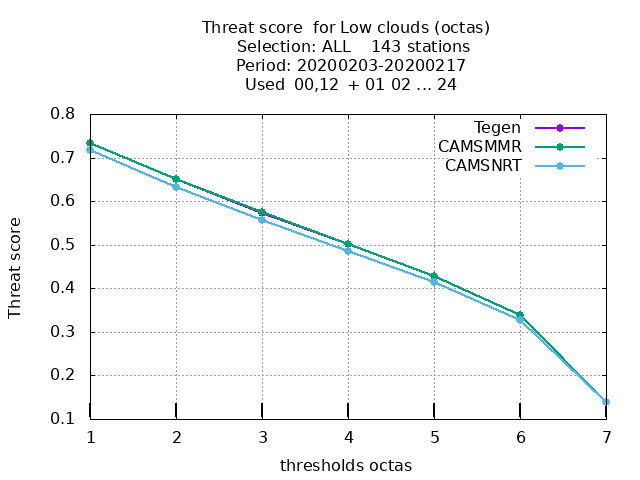 Threat score  for Low clouds (octas)
Selection: ALL    143 stations
Period: 20200203-20200217
Used  00,12  + 01 02 ... 24
Tegen
CAMSMMR
CAMSNRT
0.8
0.7
0.6
0.5
0.4
0.3
0.2
0.1
Threat score
1 2 3 4 5 6 7
thresholds octas